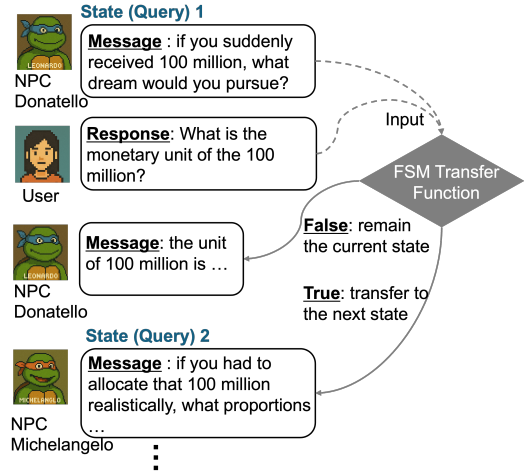 State (Query) 1
Message : if you suddenly
received 100 million, what
dream would you pursue?
LEONARDO
NPC
Donatello
Input
Response: What is the
monetary unit of the 100
million?
User
FSM Transfer
Function
False: remain
the current state
Message: the unit
of 100 million is …
LEONARDO
NPC
Donatello
True: transfer to
the next state
State (Query) 2
Message : if you had to
allocate that 100 million
realistically, what proportions
…
MICHELANGLO
NPC
Michelangelo